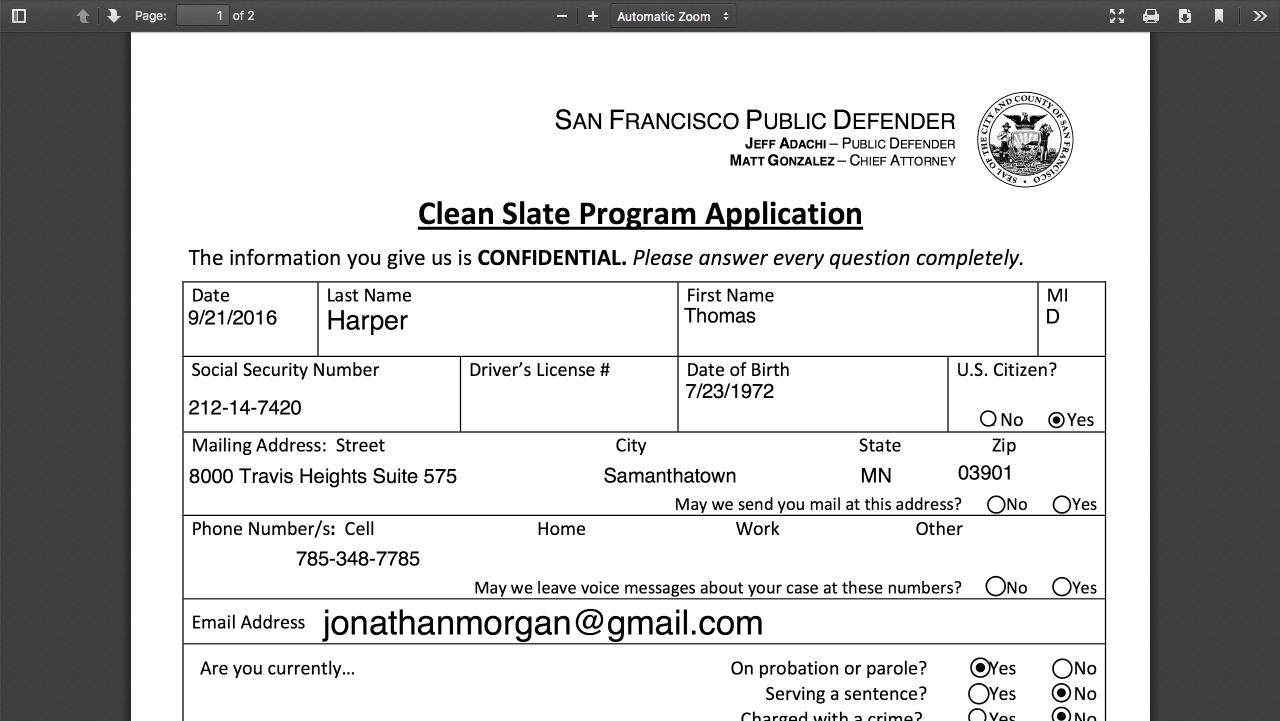 Page: 1 of 2 Automatic Zoom
SAN FRANCISCO PUBLIC DEFENDER
JEFF ADACHI – PUBLIC DEFENDER
MATT GONZALEZ – CHIEF ATTORNEY
SEAL OF THE CITY AND COUNTY OF SAN FRANCISCO
Clean Slate Program Application
The information you give us is CONFIDENTIAL. Please answer every question completely.
Date Last Name First Name MI
9/21/2016 Harper Thomas D
Social Security Number Driver's License # Date of Birth U.S. Citizen?
7/23/1972
212-14-7420
No Yes
Mailing Address: Street City State Zip
8000 Travis Heights Suite 575 Samanthatown MN 03901
May we send you mail at this address? No Yes
Phone Number/s: Cell Home Work Other
785-348-7785
May we leave voice messages about your case at these numbers? No Yes
Email Address jonathanmorgan@gmail.com
Are you currently... On probation or parole? Yes No
Serving a sentence? Yes No
Charged with a crime? Yes No